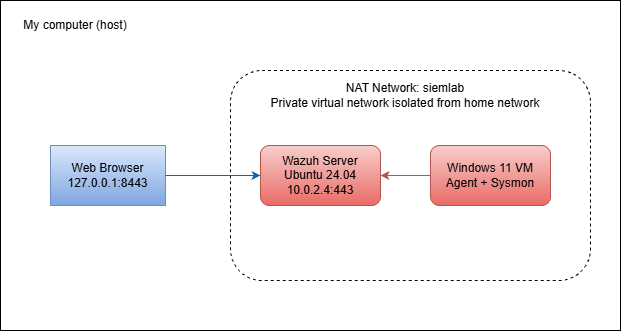 My computer (host)
NAT Network: siemlab
Private virtual network isolated from home network
Web Browser
127.0.0.1:8443
Wazuh Server
Ubuntu 24.04
10.0.2.4:443
Windows 11 VM
Agent + Sysmon